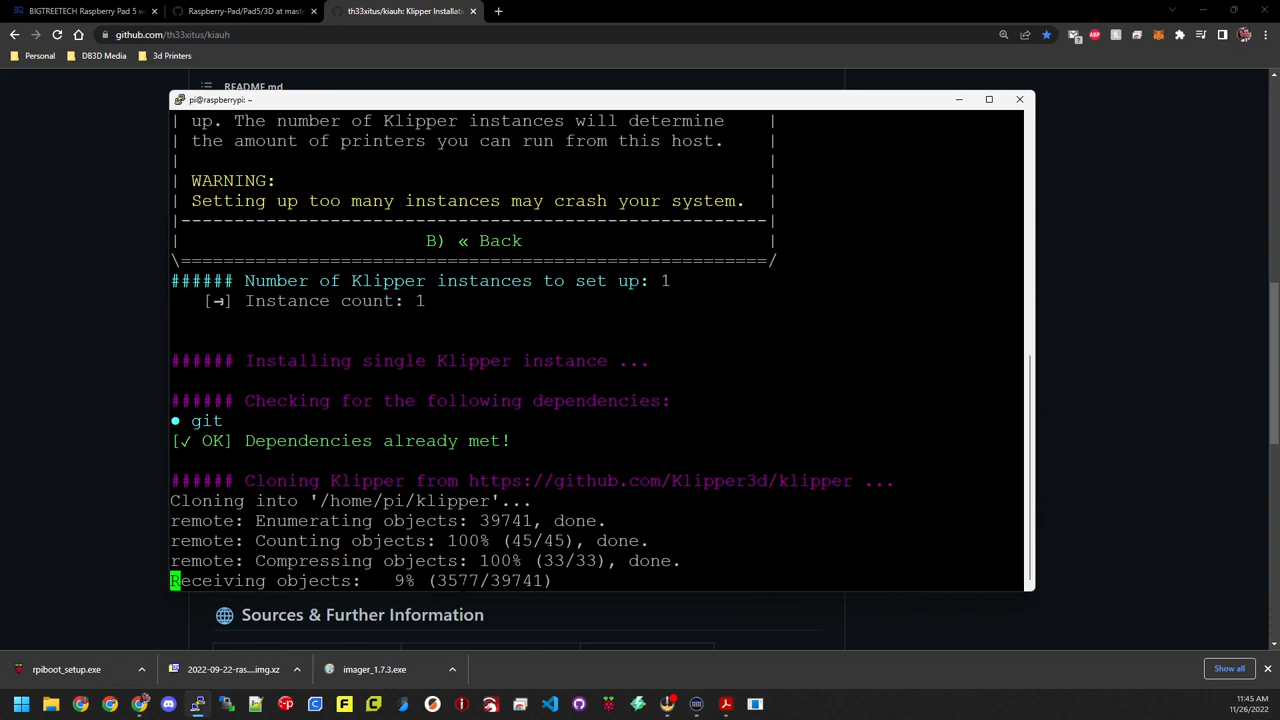 BIGTREETECH Raspberry Pad 5 w
Raspberry-Pad/Pad5/3D at maste
th33xitus/kiauh: Klipper Installati
github.com/th33xitus/kiauh
Personal
DB3D Media
3d Printers
README.md
pi@raspberrypi: ~
| up. The number of Klipper instances will determine |
| the amount of printers you can run from this host. |
| |
| WARNING: |
| Setting up too many instances may crash your system. |
|-------------------------------------------------------|
| B) « Back |
\=======================================================/
###### Number of Klipper instances to set up: 1
[➔] Instance count: 1
###### Installing single Klipper instance ...
###### Checking for the following dependencies:
● git
[✓ OK] Dependencies already met!
###### Cloning Klipper from https://github.com/Klipper3d/klipper ...
Cloning into '/home/pi/klipper'...
remote: Enumerating objects: 39741, done.
remote: Counting objects: 100% (45/45), done.
remote: Compressing objects: 100% (33/33), done.
Receiving objects: 9% (3577/39741)
Sources & Further Information
rpiboot_setup.exe
2022-09-22-ras....img.xz
imager_1.7.3.exe
Show all
11:45 AM
11/26/2022